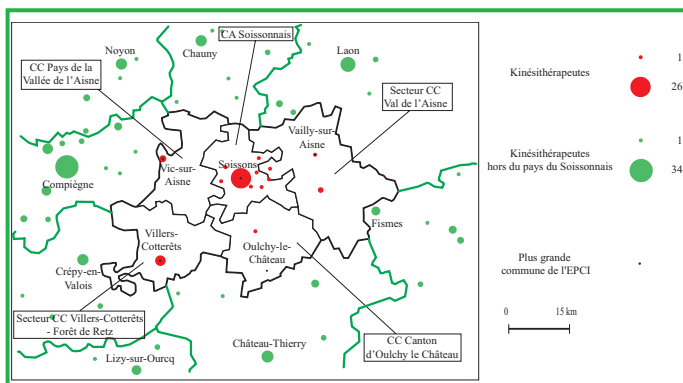 CA Soissonnais
Noyon
Chauny
Laon
CC Pays de la
Vallée de l'Aisne
Secteur CC
Val de l'Aisne
Vailly-sur-
Aisne
Soissons
Vic-sur-
Aisne
Compiègne
Fismes
Villers-
Cotterêts
Oulchy-le-
Château
Crépy-en-
Valois
Secteur CC Villers-Cotterêts
- Forêt de Retz
CC Canton
d'Oulchy le Château
Château-Thierry
Lizy-sur-Ourcq
Kinésithérapeutes
1
26
Kinésithérapeutes
hors du pays du Soissonnais
1
34
Plus grande
commune de l'EPCI
0
15 km